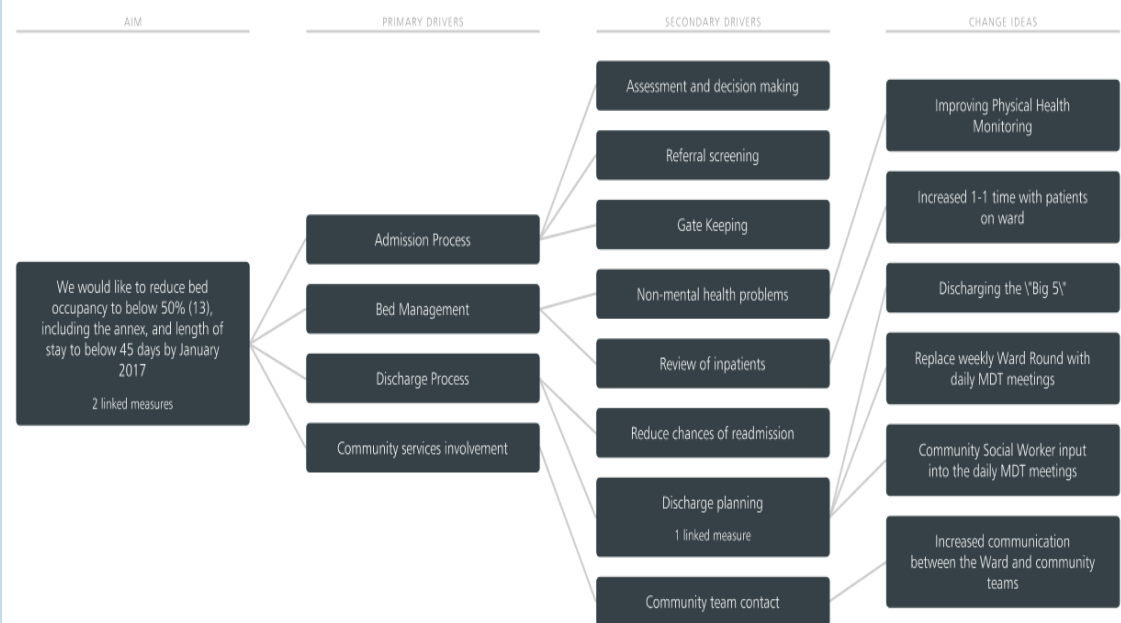 AIM
PRIMARY DRIVERS
SECONDARY DRIVERS
CHANGE IDEAS
We would like to reduce bed
occupancy to below 50% (13),
including the annex, and length of
stay to below 45 days by January
2017
2 linked measures
Admission Process
Bed Management
Discharge Process
Community services involvement
Assessment and decision making
Referral screening
Gate Keeping
Non-mental health problems
Review of inpatients
Reduce chances of readmission
Discharge planning
1 linked measure
Community team contact
Improving Physical Health
Monitoring
Increased 1-1 time with patients
on ward
Discharging the \"Big 5\"
Replace weekly Ward Round with
daily MDT meetings
Community Social Worker input
into the daily MDT meetings
Increased communication
between the Ward and community
teams